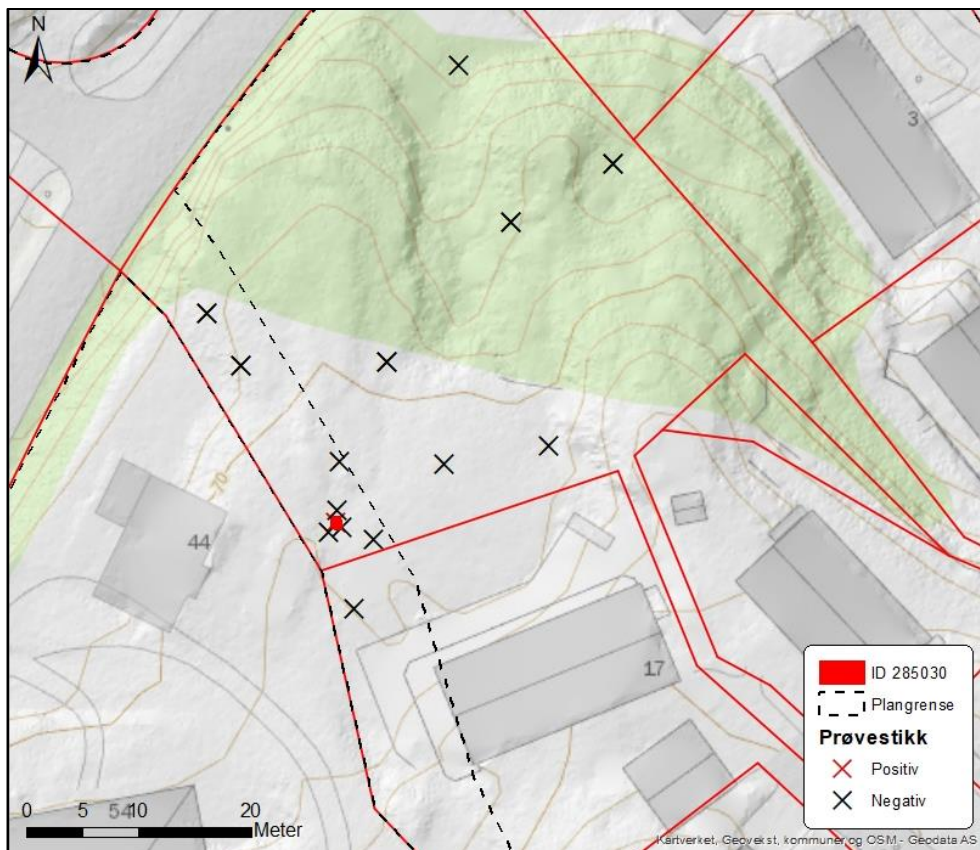 N
3
70
44
17
ID 285030
Plangrense
Prøvestikk
Positiv
Negativ
0 5 10 20
54
Meter
Kartverket, Geovekst, kommuner og OSM - Geodata AS